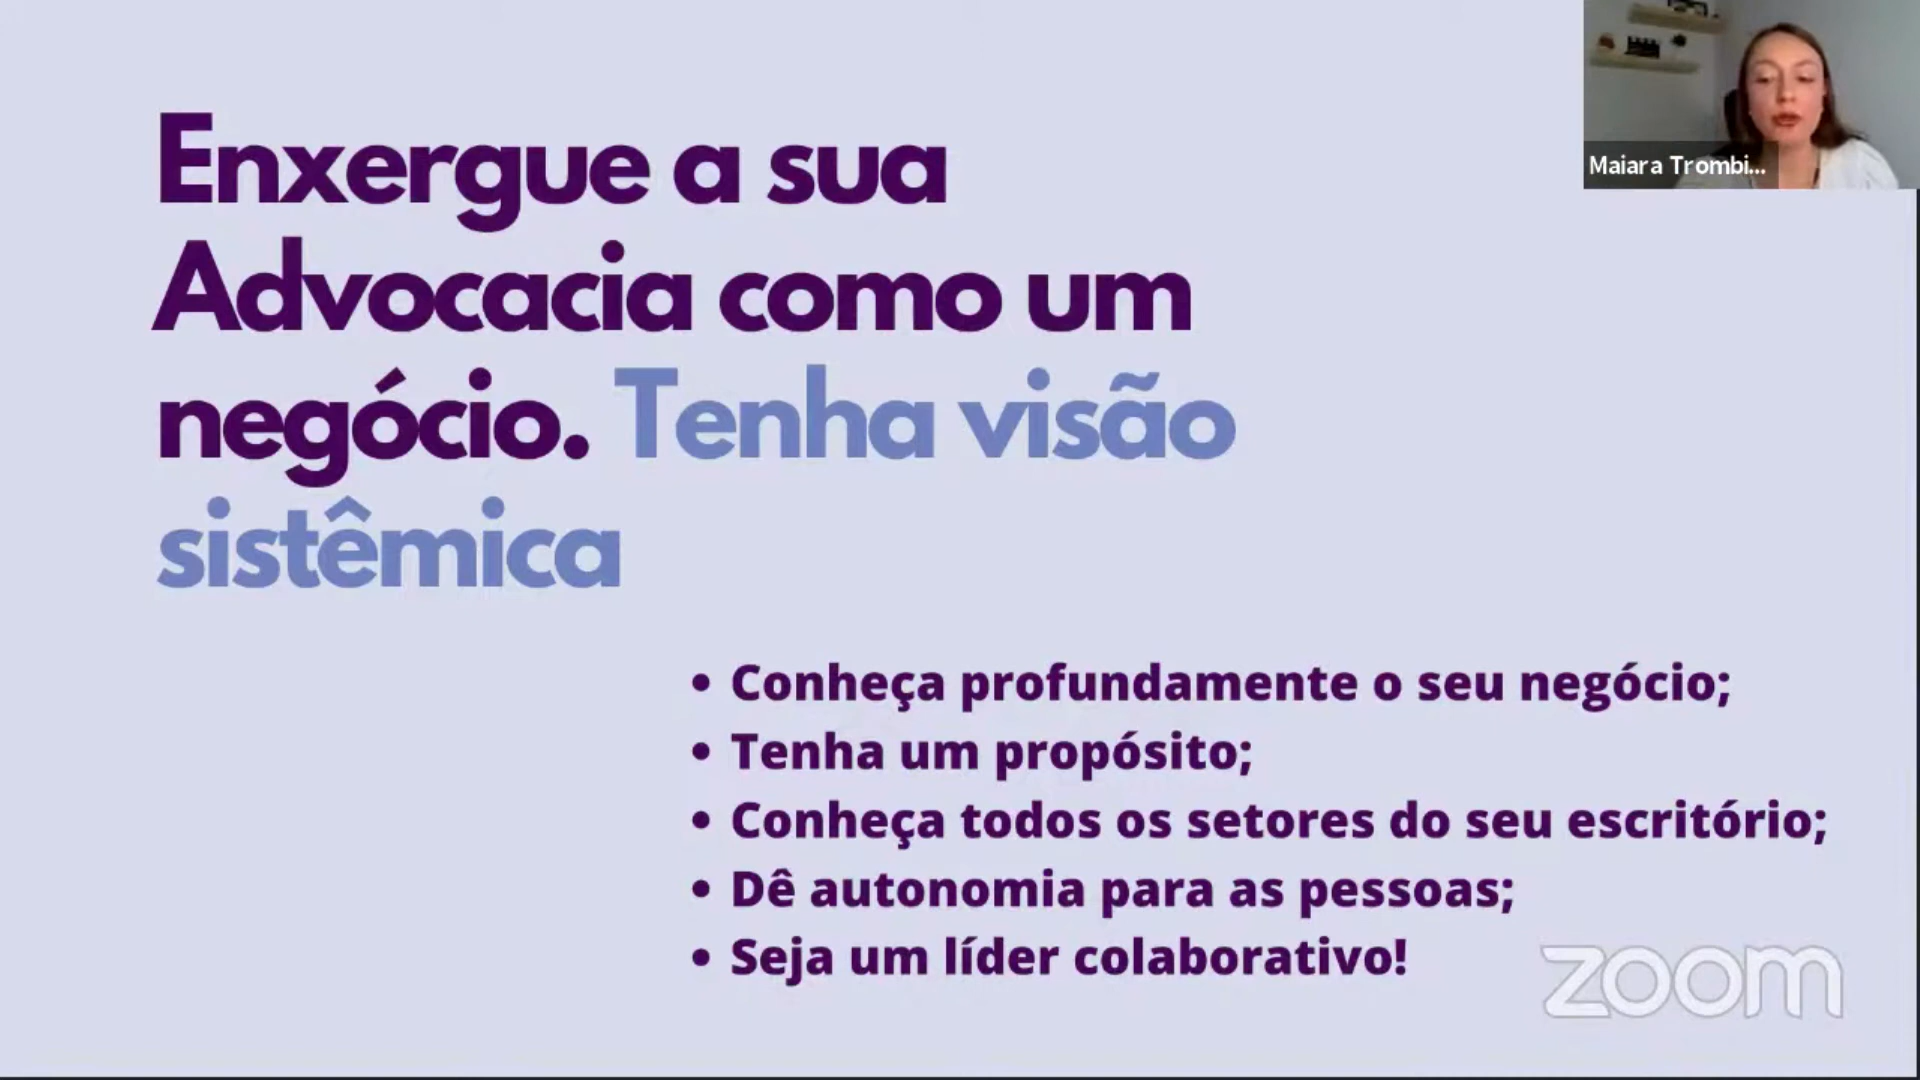 Enxergue a sua
Advocacia como um
negócio. Tenha visão
sistêmica
Maiara Trombi...
• Conheça profundamente o seu negócio;
• Tenha um propósito;
• Conheça todos os setores do seu escritório;
• Dê autonomia para as pessoas;
• Seja um líder colaborativo!
zoom